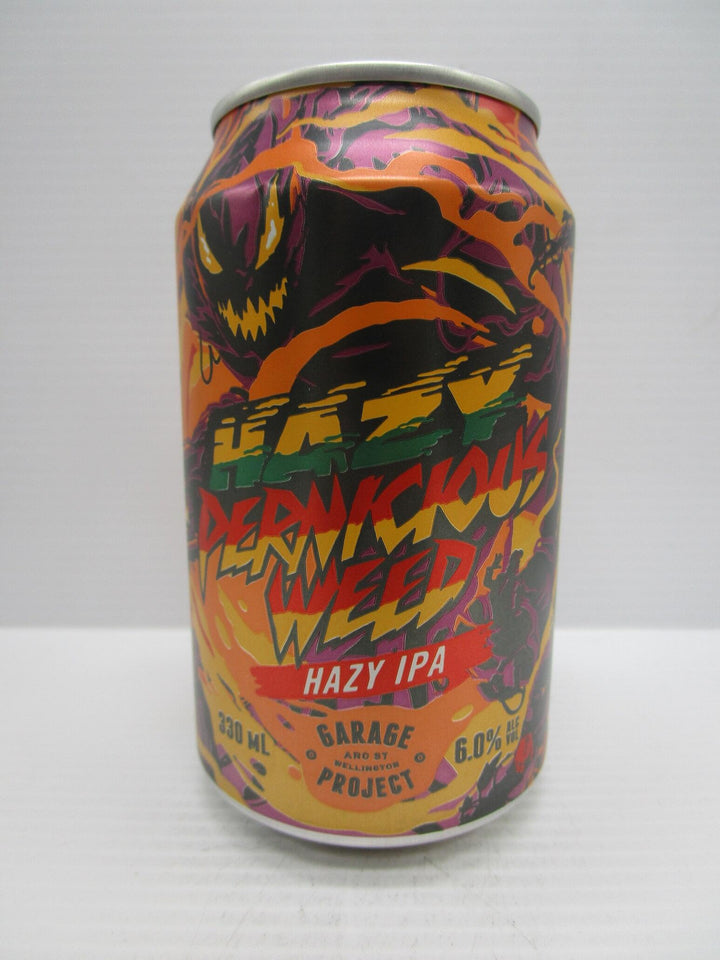 HAZY
PERNICIOUS
WEED
HAZY IPA
330 ML
GARAGE
ARO ST
WELLINGTON
PROJECT
6.0% ALC
VOL